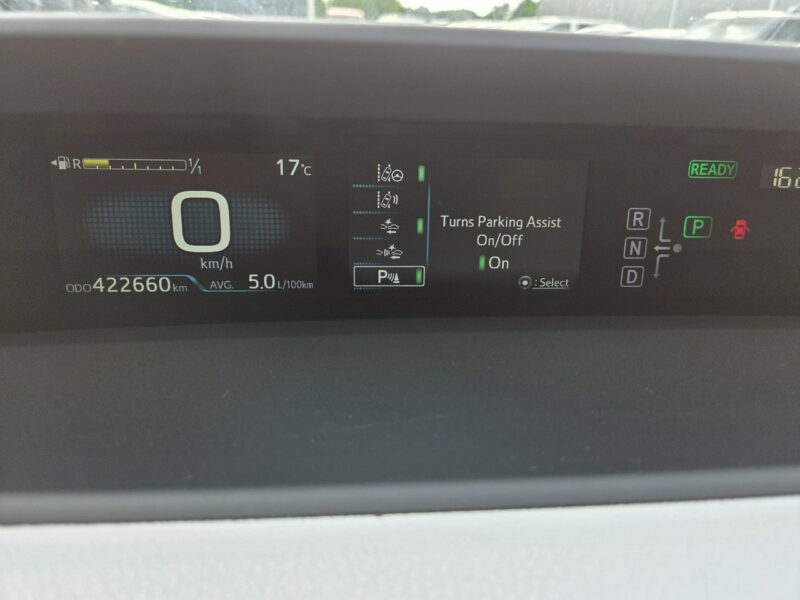 R 1/1 17°C
0
km/h
ODO 422660 km AVG. 5.0 L/100km
P
Turns Parking Assist
On/Off
On
: Select
READY
R
N
D
P